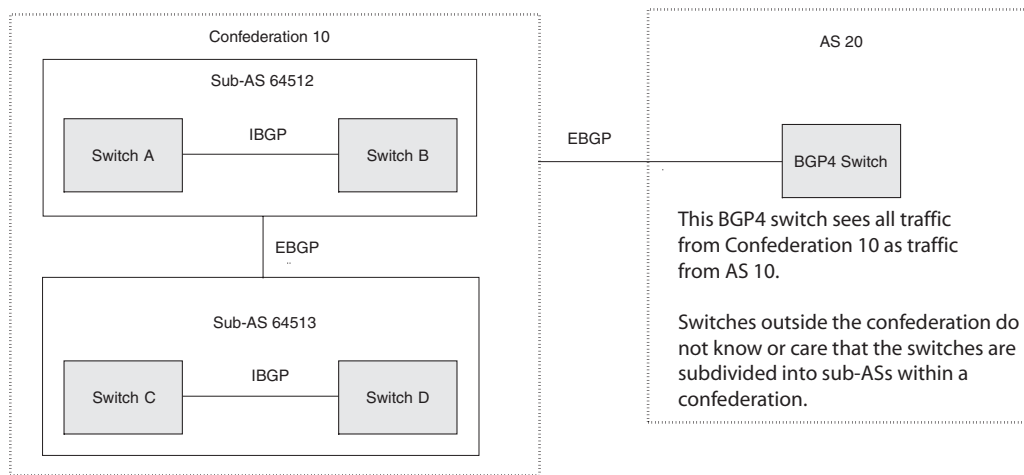 Confederation 10
Sub-AS 64512
Switch A
IBGP
Switch B
EBGP
Sub-AS 64513
Switch C
IBGP
Switch D
EBGP
AS 20
BGP4 Switch
This BGP4 switch sees all traffic
from Confederation 10 as traffic
from AS 10.
Switches outside the confederation do
not know or care that the switches are
subdivided into sub-ASs within a
confederation.